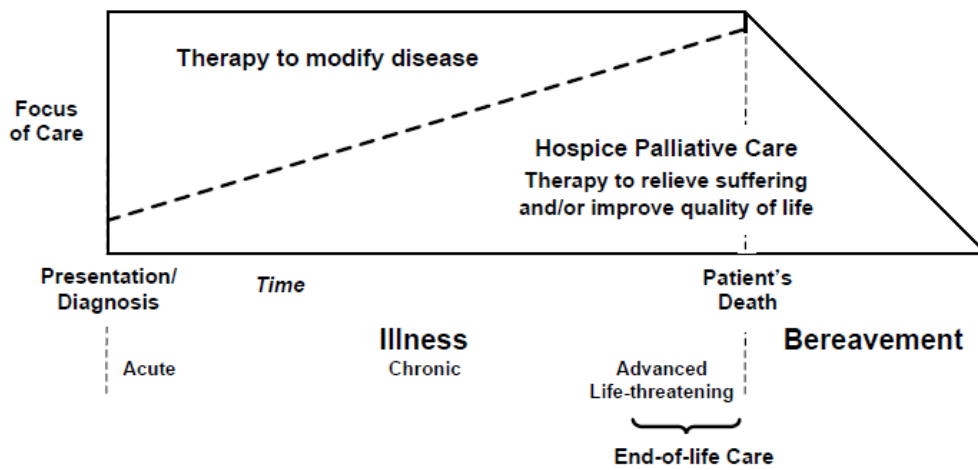 Therapy to modify disease
Focus
of Care
Hospice Palliative Care
Therapy to relieve suffering
and/or improve quality of life
Presentation/
Diagnosis
Time
Patient's
Death
Illness
Bereavement
Acute
Chronic
Advanced
Life-threatening
End-of-life Care